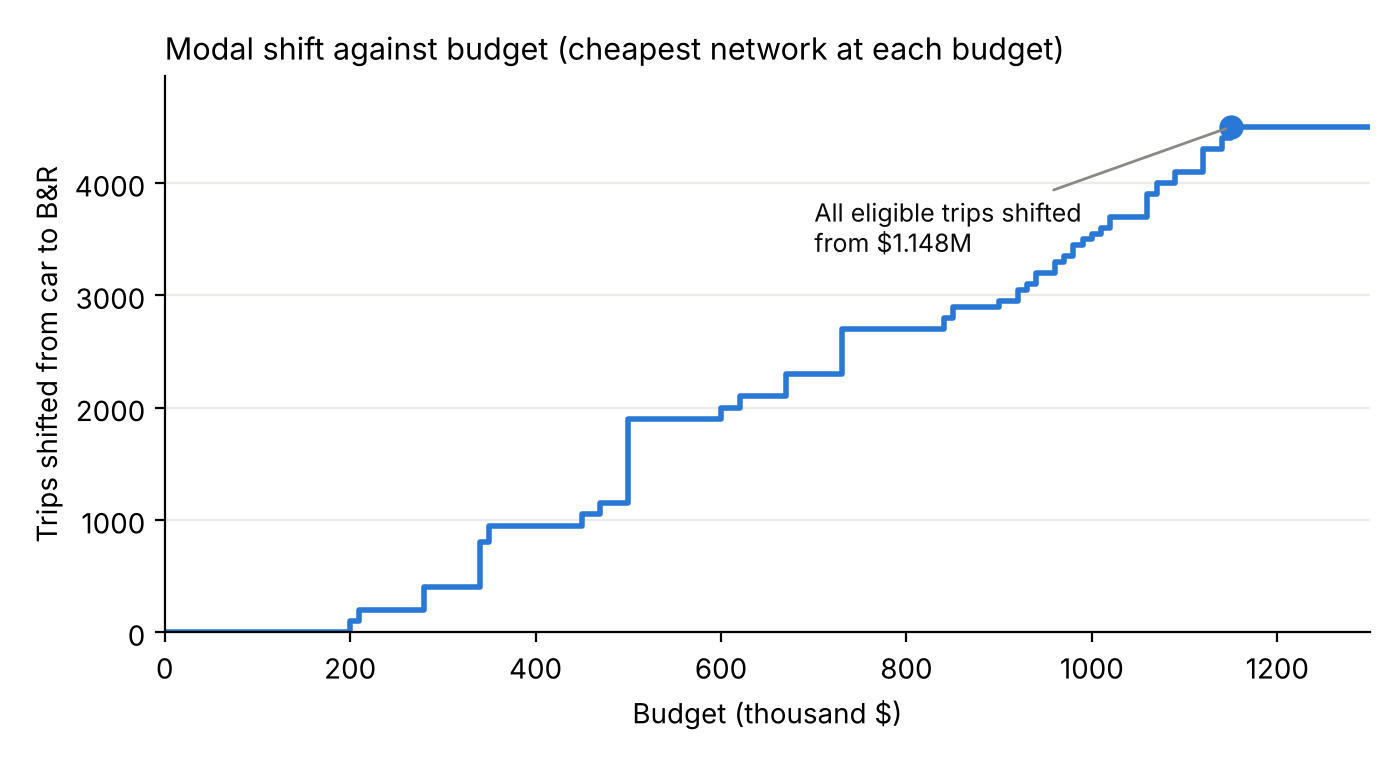 Modal shift against budget (cheapest network at each budget)
Trips shifted from car to B&R
4000
3000
2000
1000
0
All eligible trips shifted
from $1.148M
0 200 400 600 800 1000 1200
Budget (thousand $)